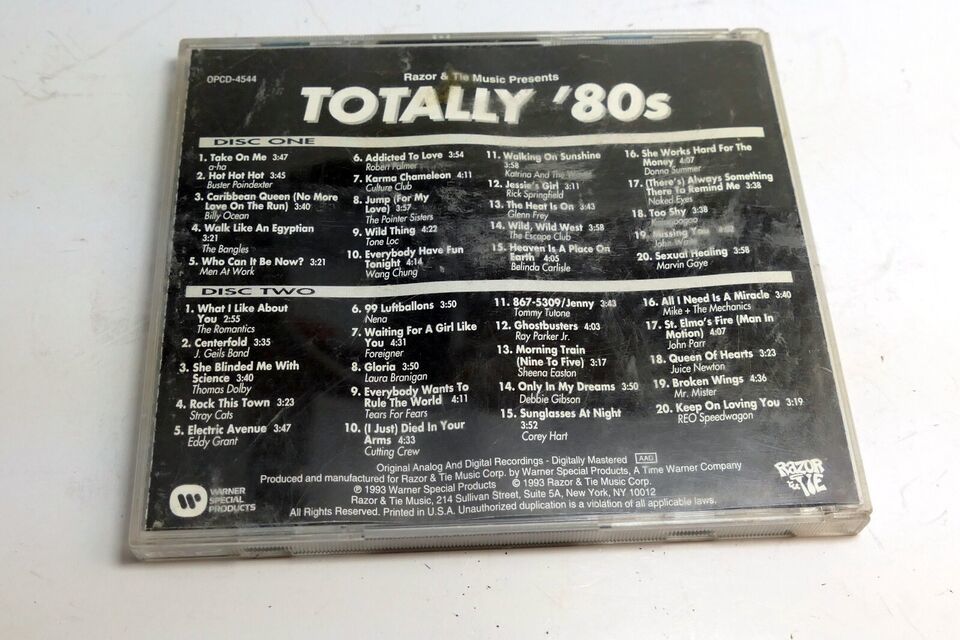 OPCD-4544
Razor & Tie Music Presents
TOTALLY '80s
DISC ONE
1. Take On Me 3:47
a-ha
2. Hot Hot Hot 3:45
Buster Poindexter
3. Caribbean Queen (No More
Love On The Run) 3:40
Billy Ocean
4. Walk Like An Egyptian
3:21
The Bangles
5. Who Can It Be Now? 3:21
Men At Work
6. Addicted To Love 3:54
Robert Palmer
7. Karma Chameleon 4:11
Culture Club
8. Jump (For My
Love) 3:57
The Pointer Sisters
9. Wild Thing 4:22
Tone Loc
10. Everybody Have Fun
Tonight 4:14
Wang Chung
11. Walking On Sunshine
3:58
Katrina And The Waves
12. Jessie's Girl 3:11
Rick Springfield
13. The Heat Is On 3:43
Glenn Frey
14. Wild, Wild West 3:58
The Escape Club
15. Heaven Is A Place On
Earth 4:05
Belinda Carlisle
16. She Works Hard For The
Money 4:07
Donna Summer
17. (There's) Always Something
There To Remind Me 3:38
Naked Eyes
18. Too Shy 3:38
Kajagoogoo
19. Missing You
John Waite
20. Sexual Healing 3:58
Marvin Gaye
DISC TWO
1. What I Like About
You 2:55
The Romantics
2. Centerfold 3:35
J. Geils Band
3. She Blinded Me With
Science 3:40
Thomas Dolby
4. Rock This Town 3:23
Stray Cats
5. Electric Avenue 3:47
Eddy Grant
6. 99 Luftballons 3:50
Nena
7. Waiting For A Girl Like
You 4:31
Foreigner
8. Gloria 3:50
Laura Branigan
9. Everybody Wants To
Rule The World 4:11
Tears For Fears
10. (I Just) Died In Your
Arms 4:33
Cutting Crew
11. 867-5309/Jenny 3:43
Tommy Tutone
12. Ghostbusters 4:03
Ray Parker Jr.
13. Morning Train
(Nine To Five) 3:17
Sheena Easton
14. Only In My Dreams 3:50
Debbie Gibson
15. Sunglasses At Night
3:52
Corey Hart
16. All I Need Is A Miracle 3:40
Mike + The Mechanics
17. St. Elmo's Fire (Man In
Motion) 4:07
John Parr
18. Queen Of Hearts 3:23
Juice Newton
19. Broken Wings 4:36
Mr. Mister
20. Keep On Loving You 3:19
REO Speedwagon
Original Analog And Digital Recordings - Digitally Mastered AAD
Produced and manufactured for Razor & Tie Music Corp. by Warner Special Products, A Time Warner Company
℗ 1993 Warner Special Products © 1993 Razor & Tie Music Corp.
Razor & Tie Music, 214 Sullivan Street, Suite 5A, New York, NY 10012
All Rights Reserved. Printed in U.S.A. Unauthorized duplication is a violation of all applicable laws.
WARNER
SPECIAL
PRODUCTS
RAZOR
& TIE